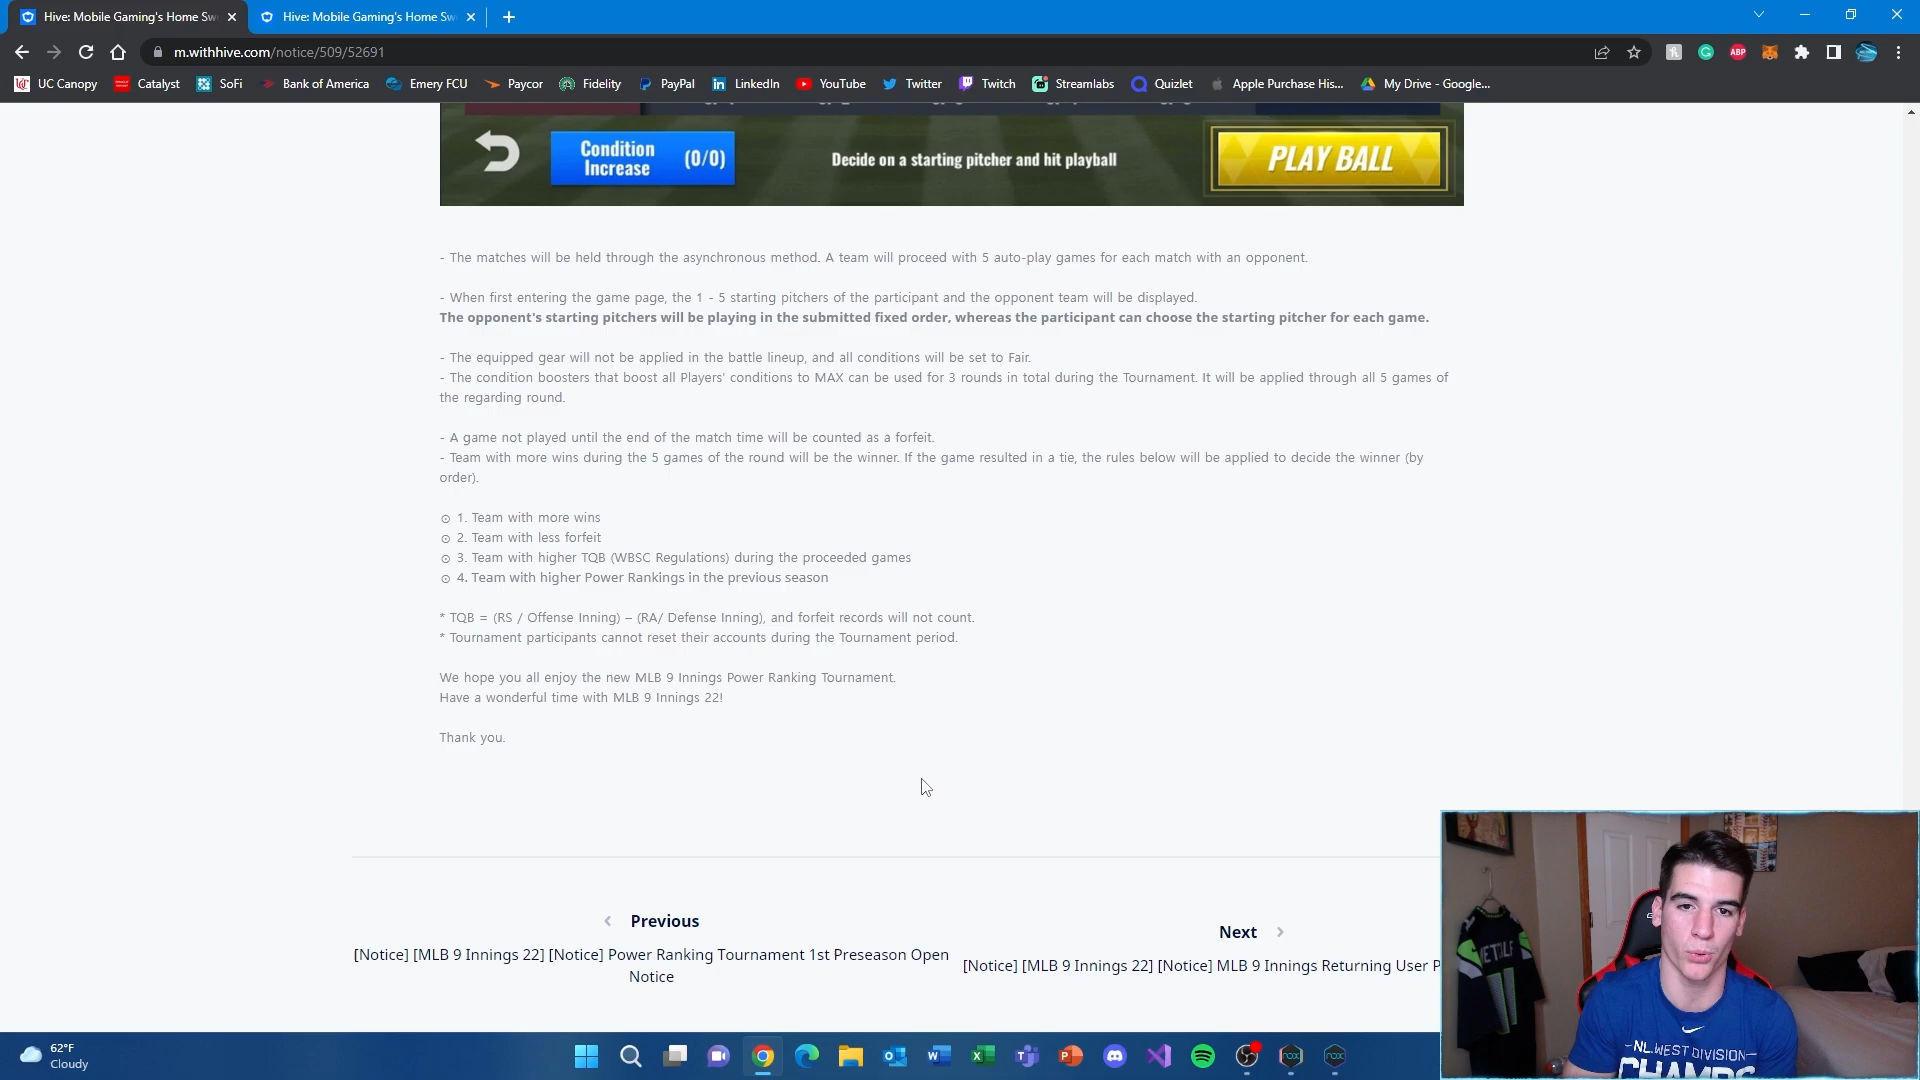 Hive: Mobile Gaming's Home Sw
Hive: Mobile Gaming's Home Sw
m.withhive.com/notice/509/52691
ABP
UC Canopy
Catalyst
SoFi
Bank of America
Emery FCU
Paycor
Fidelity
PayPal
LinkedIn
YouTube
Twitter
Twitch
Streamlabs
Quizlet
Apple Purchase His...
My Drive - Google...
Condition Increase (0/0)
Decide on a starting pitcher and hit playball
PLAY BALL
- The matches will be held through the asynchronous method. A team will proceed with 5 auto-play games for each match with an opponent.
- When first entering the game page, the 1 - 5 starting pitchers of the participant and the opponent team will be displayed.
The opponent's starting pitchers will be playing in the submitted fixed order, whereas the participant can choose the starting pitcher for each game.
- The equipped gear will not be applied in the battle lineup, and all conditions will be set to Fair.
- The condition boosters that boost all Players' conditions to MAX can be used for 3 rounds in total during the Tournament. It will be applied through all 5 games of
the regarding round.
- A game not played until the end of the match time will be counted as a forfeit.
- Team with more wins during the 5 games of the round will be the winner. If the game resulted in a tie, the rules below will be applied to decide the winner (by
order).
⊙ 1. Team with more wins
⊙ 2. Team with less forfeit
⊙ 3. Team with higher TQB (WBSC Regulations) during the proceeded games
⊙ 4. Team with higher Power Rankings in the previous season
* TQB = (RS / Offense Inning) – (RA/ Defense Inning), and forfeit records will not count.
* Tournament participants cannot reset their accounts during the Tournament period.
We hope you all enjoy the new MLB 9 Innings Power Ranking Tournament.
Have a wonderful time with MLB 9 Innings 22!
Thank you.
Previous
[Notice] [MLB 9 Innings 22] [Notice] Power Ranking Tournament 1st Preseason Open
Notice
Next
[Notice] [MLB 9 Innings 22] [Notice] MLB 9 Innings Returning User P
NL WEST DIVISION
CHAMPS
62°F
Cloudy